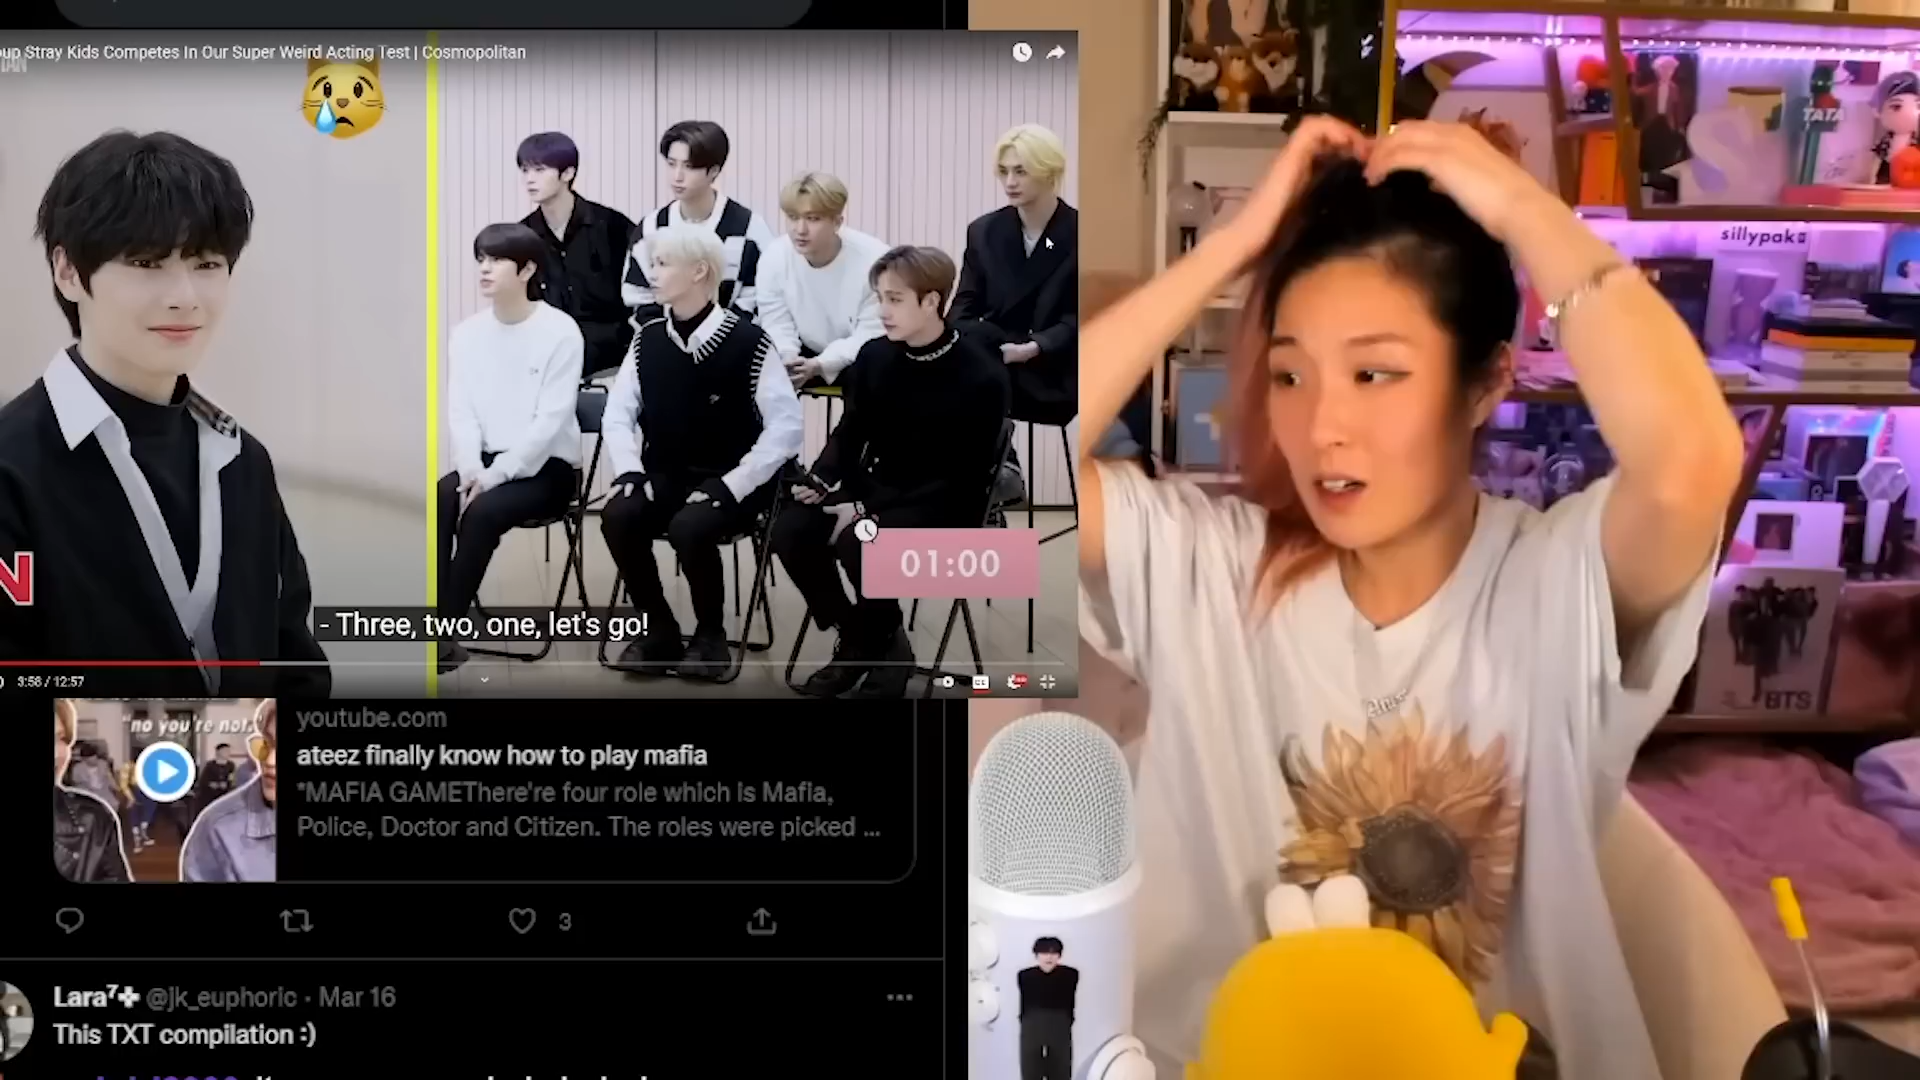 oup Stray Kids Competes In Our Super Weird Acting Test | Cosmopolitan
N
01:00
- Three, two, one, let's go!
3:58 / 12:57
"no you're not."
youtube.com
ateez finally know how to play mafia
*MAFIA GAMEThere're four role which is Mafia,
Police, Doctor and Citizen. The roles were picked ...
3
Lara⁷✢ @jk_euphoric · Mar 16
This TXT compilation :)
TATA
sillypaka
BTS